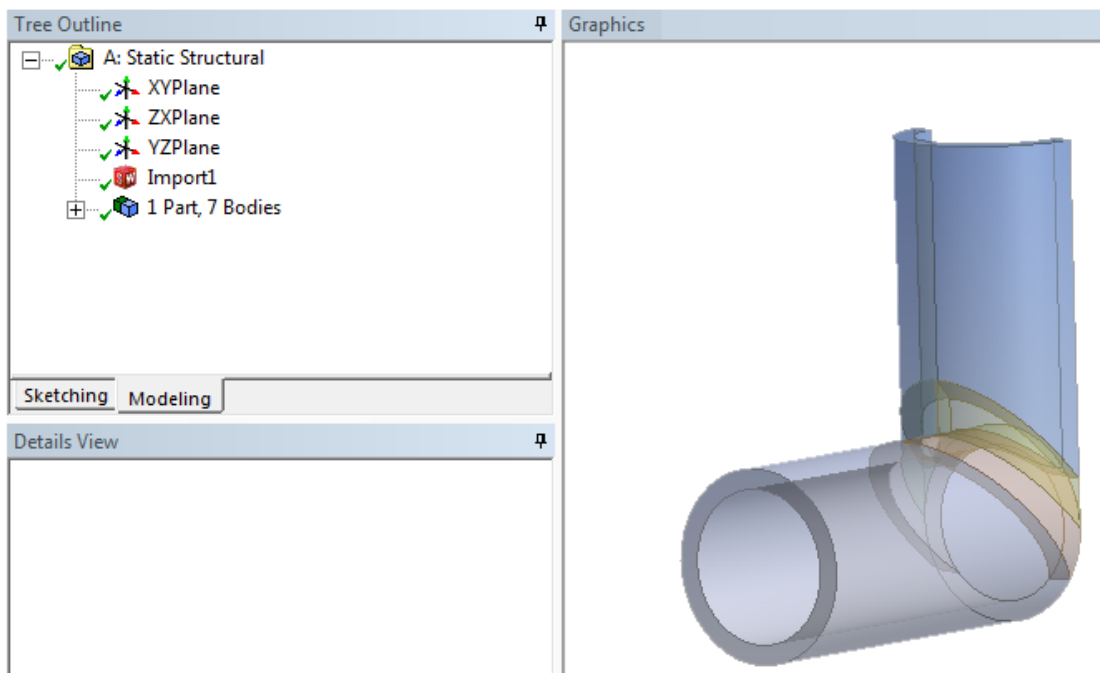 Tree Outline
A: Static Structural
XYPlane
ZXPlane
YZPlane
Import1
1 Part, 7 Bodies
Sketching
Modeling
Details View
Graphics